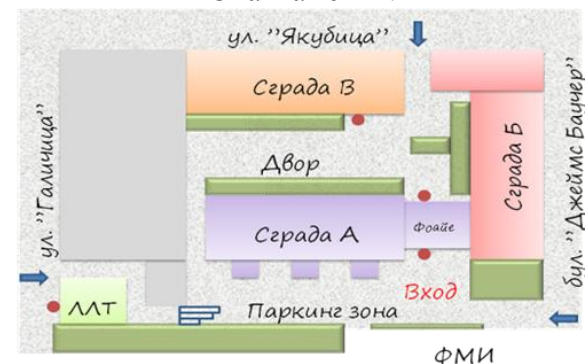 ул. ”Якубица”
Сграда В
ул. ”Галичица”
Двор
Сграда Б
бул. ”Джеймс Баучер”
Сграда А
Фоайе
Вход
ЛЛТ
Паркинг зона
ФМИ